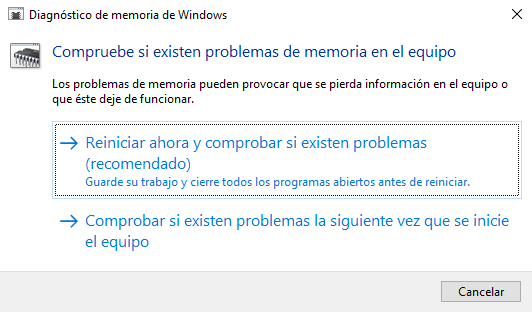 Diagnóstico de memoria de Windows
Compruebe si existen problemas de memoria en el equipo
Los problemas de memoria pueden provocar que se pierda información en el equipo o
que éste deje de funcionar.
Reiniciar ahora y comprobar si existen problemas
(recomendado)
Guarde su trabajo y cierre todos los programas abiertos antes de reiniciar.
Comprobar si existen problemas la siguiente vez que se inicie
el equipo
Cancelar